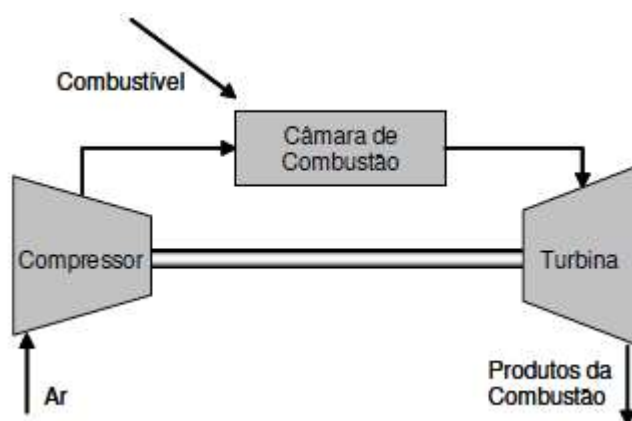 Combustível
Câmara de
Combustão
Compressor
Turbina
Ar
Produtos da
Combustão